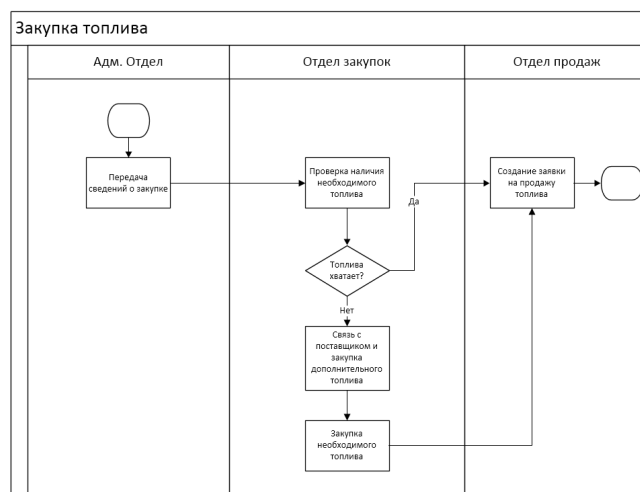 Закупка топлива
Адм. Отдел
Отдел закупок
Отдел продаж
Передача
сведений о закупке
Проверка наличия
необходимого
топлива
Создание заявки
на продажу
топлива
Да
Топлива
хватает?
Нет
Связь с
поставщиком и
закупка
дополнительного
топлива
Закупка
необходимого
топлива